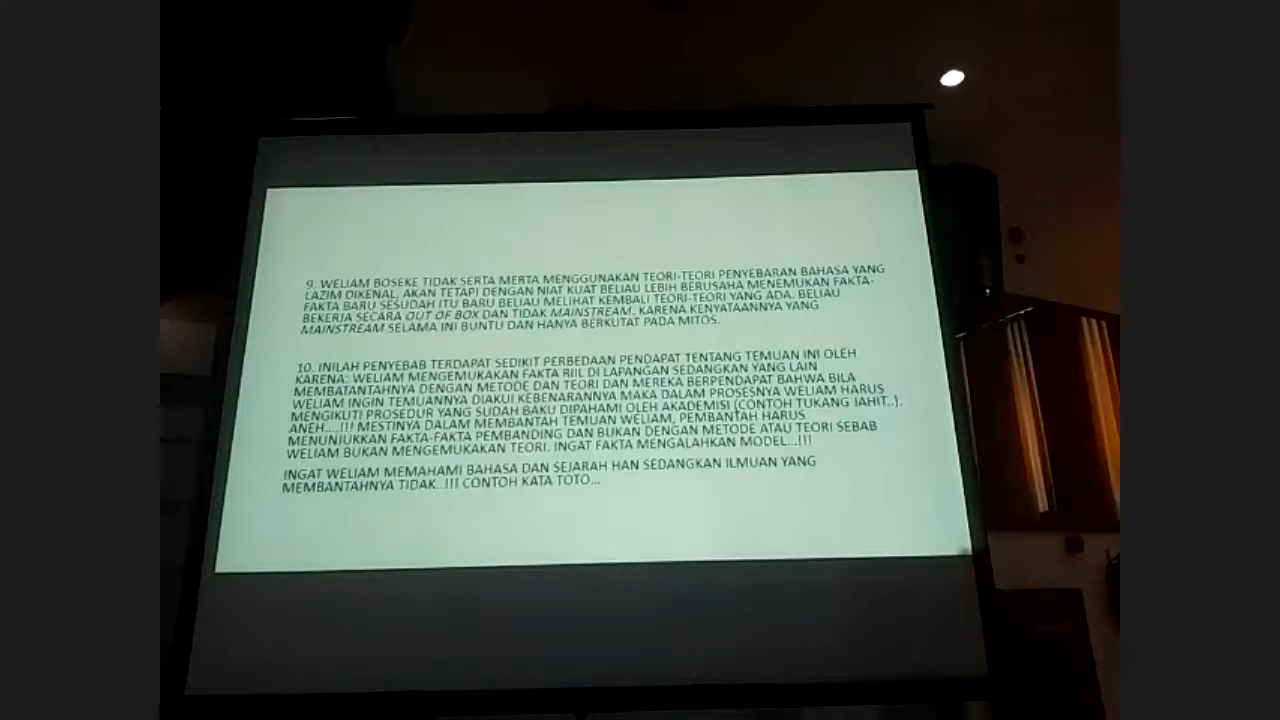 9. WELIAM BOSEKE TIDAK SERTA MERTA MENGGUNAKAN TEORI-TEORI PENYEBARAN BAHASA YANG
LAZIM DIKENAL, AKAN TETAPI DENGAN NIAT KUAT BELIAU LEBIH BERUSAHA MENEMUKAN FAKTA-
FAKTA BARU SESUDAH ITU BARU BELIAU MELIHAT KEMBALI TEORI-TEORI YANG ADA. BELIAU
BEKERJA SECARA OUT OF BOX DAN TIDAK MAINSTREAM. KARENA KENYATAANNYA YANG
MAINSTREAM SELAMA INI BUNTU DAN HANYA BERKUTAT PADA MITOS.
10. INILAH PENYEBAB TERDAPAT SEDIKIT PERBEDAAN PENDAPAT TENTANG TEMUAN INI OLEH
KARENA: WELIAM MENGEMUKAKAN FAKTA RIIL DI LAPANGAN SEDANGKAN YANG LAIN
MEMBATANTAHNYA DENGAN METODE DAN TEORI DAN MEREKA BERPENDAPAT BAHWA BILA
WELIAM INGIN TEMUANNYA DIAKUI KEBENARANNYA MAKA DALAM PROSESNYA WELIAM HARUS
MENGIKUTI PROSEDUR YANG SUDAH BAKU DIPAHAMI OLEH AKADEMISI (CONTOH TUKANG JAHIT..).
ANEH....!!! MESTINYA DALAM MEMBANTAH TEMUAN WELIAM, PEMBANTAH HARUS
MENUNJUKKAN FAKTA-FAKTA PEMBANDING DAN BUKAN DENGAN METODE ATAU TEORI SEBAB
WELIAM BUKAN MENGEMUKAKAN TEORI. INGAT FAKTA MENGALAHKAN MODEL...!!!
INGAT WELIAM MEMAHAMI BAHASA DAN SEJARAH HAN SEDANGKAN ILMUAN YANG
MEMBANTAHNYA TIDAK..!!! CONTOH KATA TOTO...